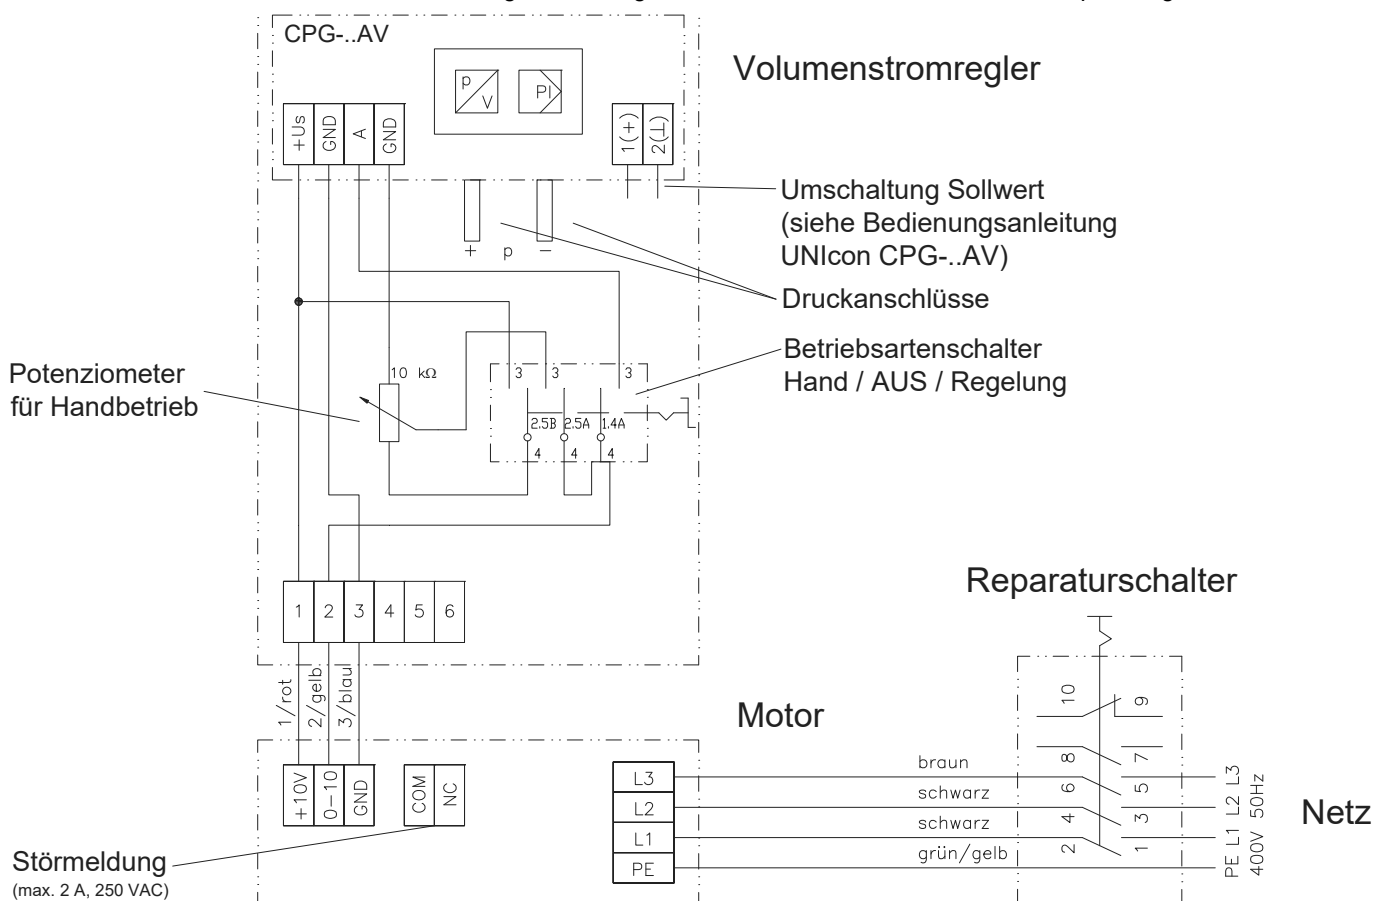 CPG-..AV
Volumenstromregler
p
V
PI
+Us
GND
A
GND
1(+)
2(⊥)
+ p −
Umschaltung Sollwert
(siehe Bedienungsanleitung
UNIcon CPG-..AV)
Druckanschlüsse
Betriebsartenschalter
Hand / AUS / Regelung
Potenziometer
für Handbetrieb
10 kΩ
3 3 3
2.5B 2.5A 1.4A
4 4 4
1 2 3 4 5 6
1/rot
2/gelb
3/blau
Reparaturschalter
Motor
+10V
0-10
GND
COM
NC
L3
L2
L1
PE
braun
schwarz
schwarz
grün/gelb
10 9
8 7
6 5
4 3
2 1
PE L1 L2 L3
400V 50Hz
Netz
Störmeldung
(max. 2 A, 250 VAC)